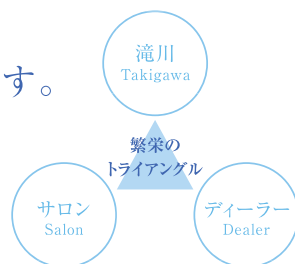 滝川
Takigawa
す。
繁栄の
トライアングル
サロン
Salon
ディーラー
Dealer